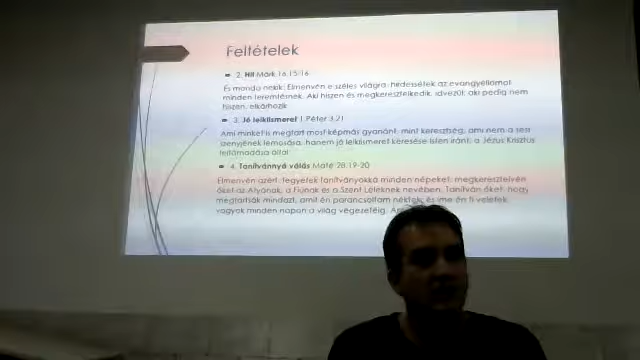 Feltételek
2. Hit Márk 16,15-16
És monda nékik: Elmenvén e széles világra, hirdessétek az evangyéliomot
minden teremtésnek. Aki hiszen és megkeresztelkedik, idvezül; aki pedig nem
hiszen, elkárhozik
3. Jó lelkiismeret I Péter 3,21
Ami minket is megtart most képmás gyanánt, mint keresztség, ami nem a test
szenyjének lemosása, hanem jó lelkiismeret keresése Isten iránt, a Jézus Krisztus
feltámadása által
4. Tanítvánnyá válás Máté 28,19-20
Elmenvén azért, tegyetek tanítványokká minden népeket, megkeresztelvén
őket az Atyának, a Fiúnak és a Szent Léleknek nevében, Tanítván őket, hogy
megtartsák mindazt, amit én parancsoltam néktek: és ímé én ti veletek
vagyok minden napon a világ végezetéig.